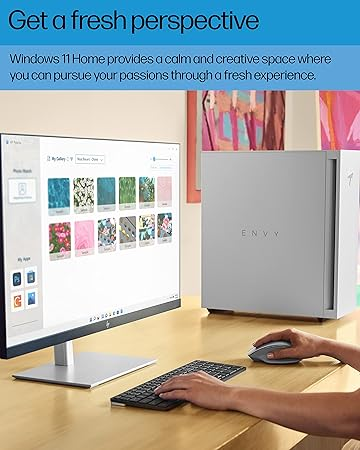 Get a fresh perspective
Windows 11 Home provides a calm and creative space where
you can pursue your passions through a fresh experience.
My Gallery
ENVY
My Apps
hp